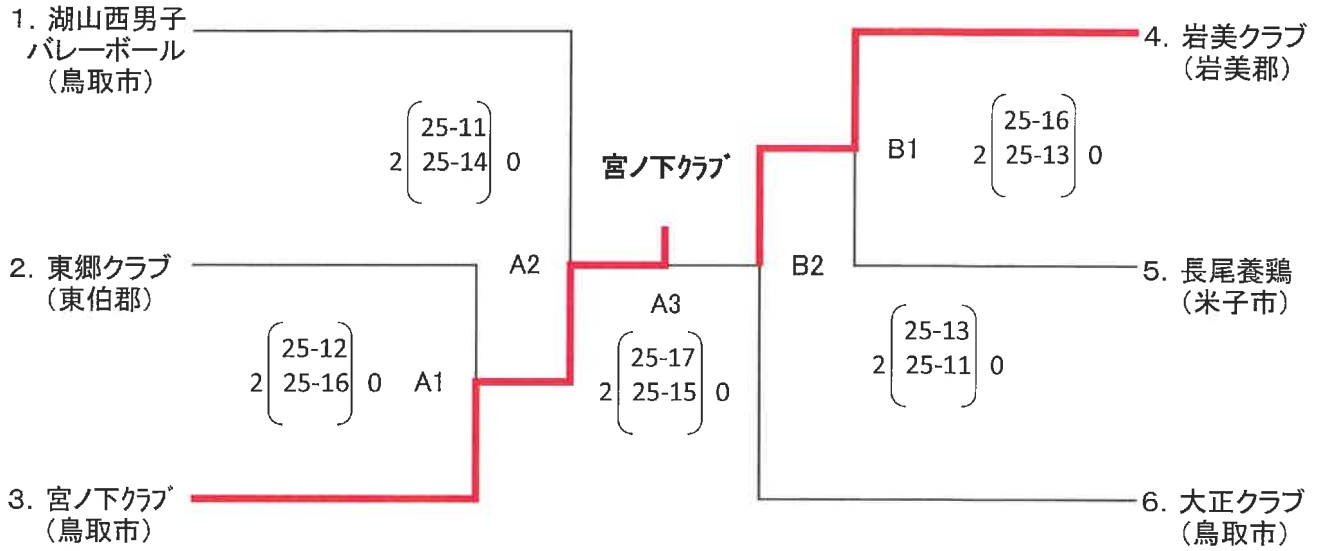 1. 湖山西男子
バレーボール
(鳥取市)
2. 東郷クラブ
(東伯郡)
3. 宮ノ下クラブ
(鳥取市)
25-11
2 25-14 0
A2
25-12
2 25-16 0 A1
宮ノ下クラブ
A3
25-17
2 25-15 0
4. 岩美クラブ
(岩美郡)
B1
25-16
2 25-13 0
B2
5. 長尾養鶏
(米子市)
25-13
2 25-11 0
6. 大正クラブ
(鳥取市)